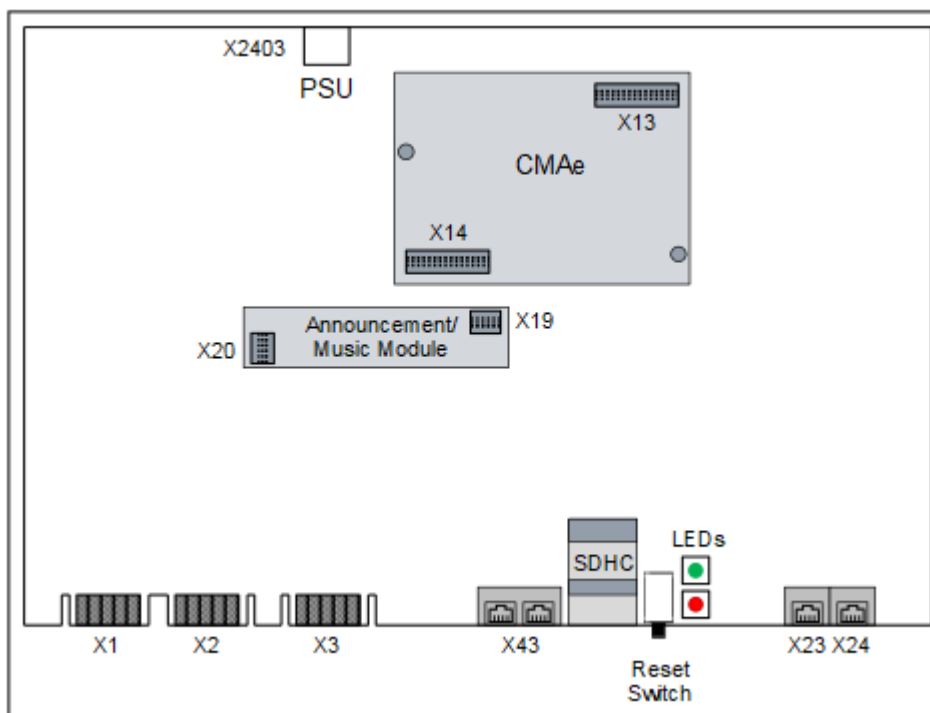 X2403
PSU
X13
CMAe
X14
Announcement/
Music Module
X19
X20
LEDs
SDHC
X1
X2
X3
X43
X23 X24
Reset
Switch